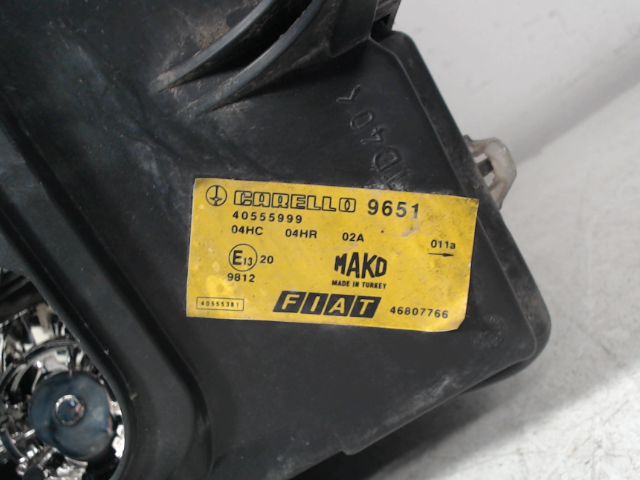 CARELLO 9651
40555999
04HC 04HR 02A
011a
E13 20
9812
MAKO
MADE IN TURKEY
40555381
FIAT
46807766